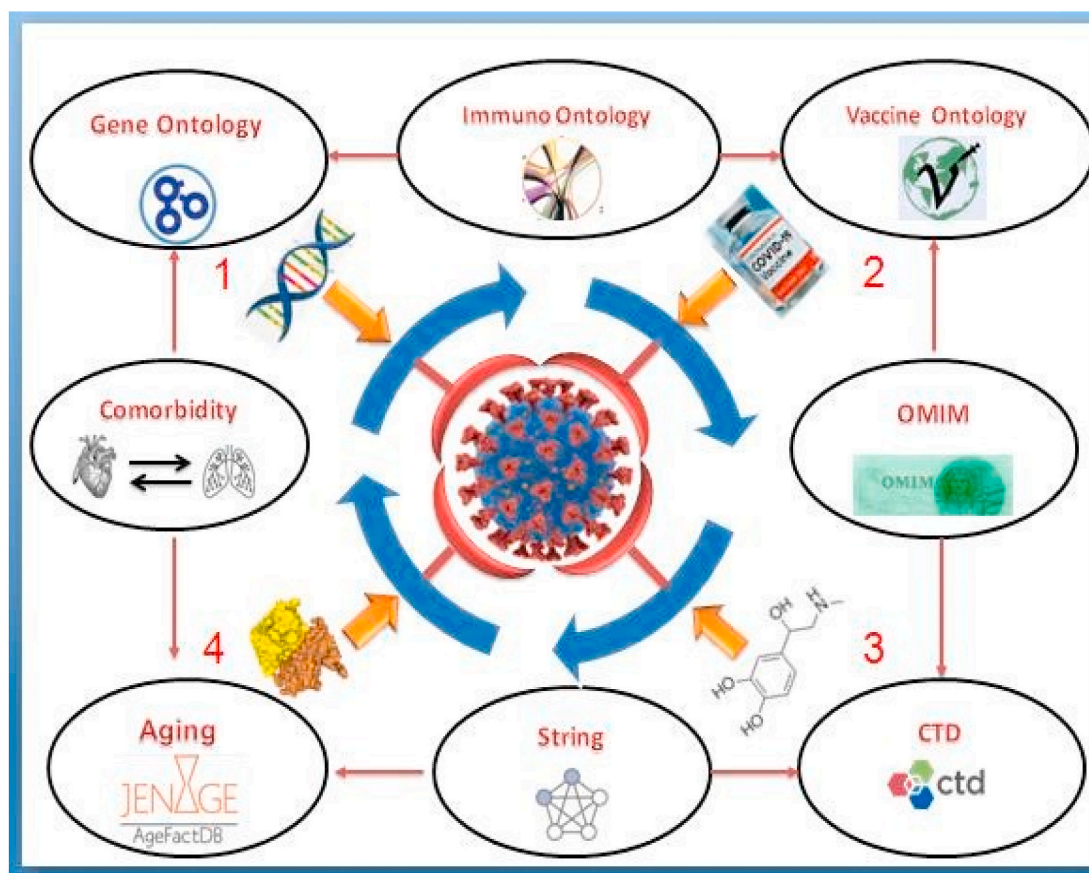 Gene Ontology
Immuno Ontology
Vaccine Ontology
1
COVID-19
Vaccine
2
Comorbidity
OMIM
OMIM
4
OH
H
N
HO
HO
3
Aging
JENAGE
AgeFactDB
String
CTD
ctd